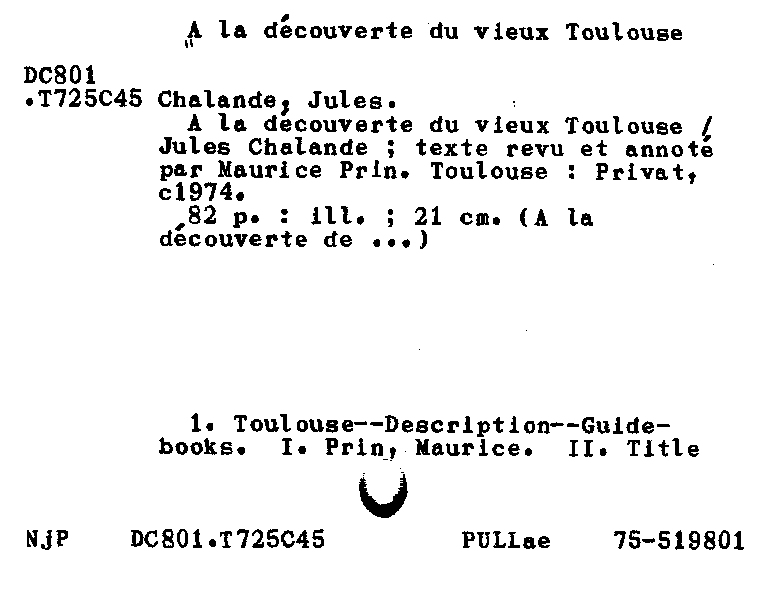 A la découverte du vieux Toulouse
DC801
.T725C45 Chalande, Jules.
A la découverte du vieux Toulouse /
Jules Chalande ; texte revu et annoté
par Maurice Prin. Toulouse : Privat,
c1974.
82 p. : ill. ; 21 cm. (A la
découverte de ...)
1. Toulouse--Description--Guide-
books. I. Prin, Maurice. II. Title
NjP DC801.T725C45 PULLae 75-519801